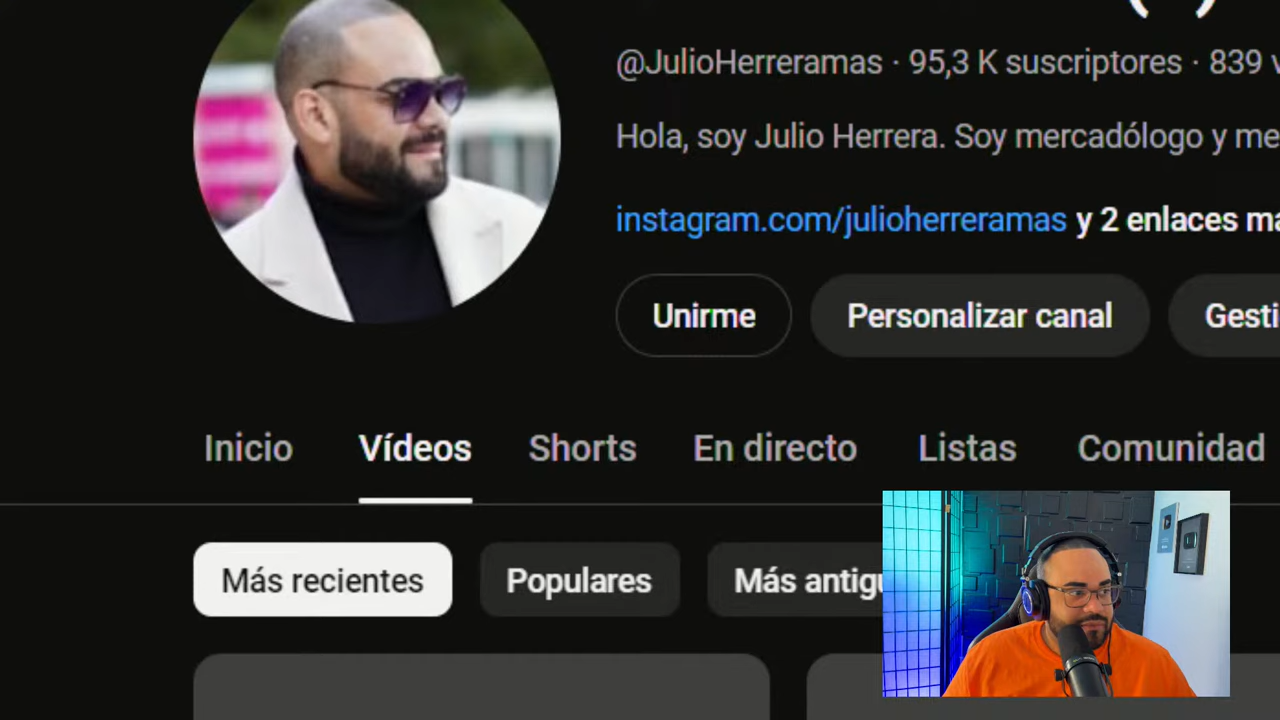 @JulioHerreramas · 95,3 K suscriptores · 839
Hola, soy Julio Herrera. Soy mercadólogo y
instagram.com/julioherreramas y 2 enlaces
Unirme
Personalizar canal
Inicio
Vídeos
Shorts
En directo
Listas
Comunidad
Más recientes
Populares
Más